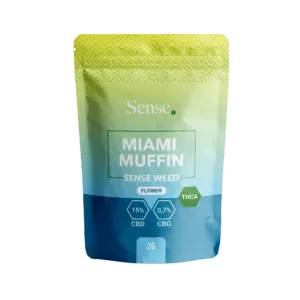 Sense.
MIAMI
MUFFIN
SENSE WEED
FLOWER
THCA
15% 0,7%
CBD CBG
2G